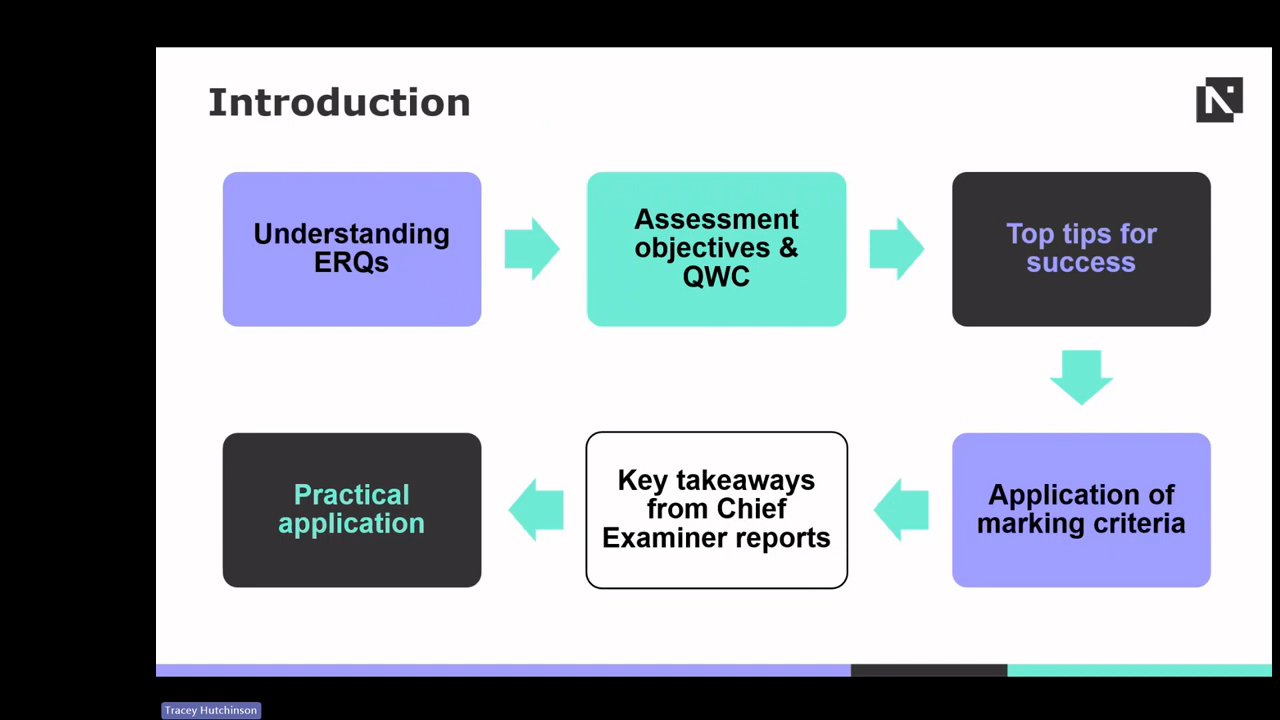 Introduction
Understanding
ERQs
Assessment
objectives &
QWC
Top tips for
success
Application of
marking criteria
Key takeaways
from Chief
Examiner reports
Practical
application
Tracey Hutchinson